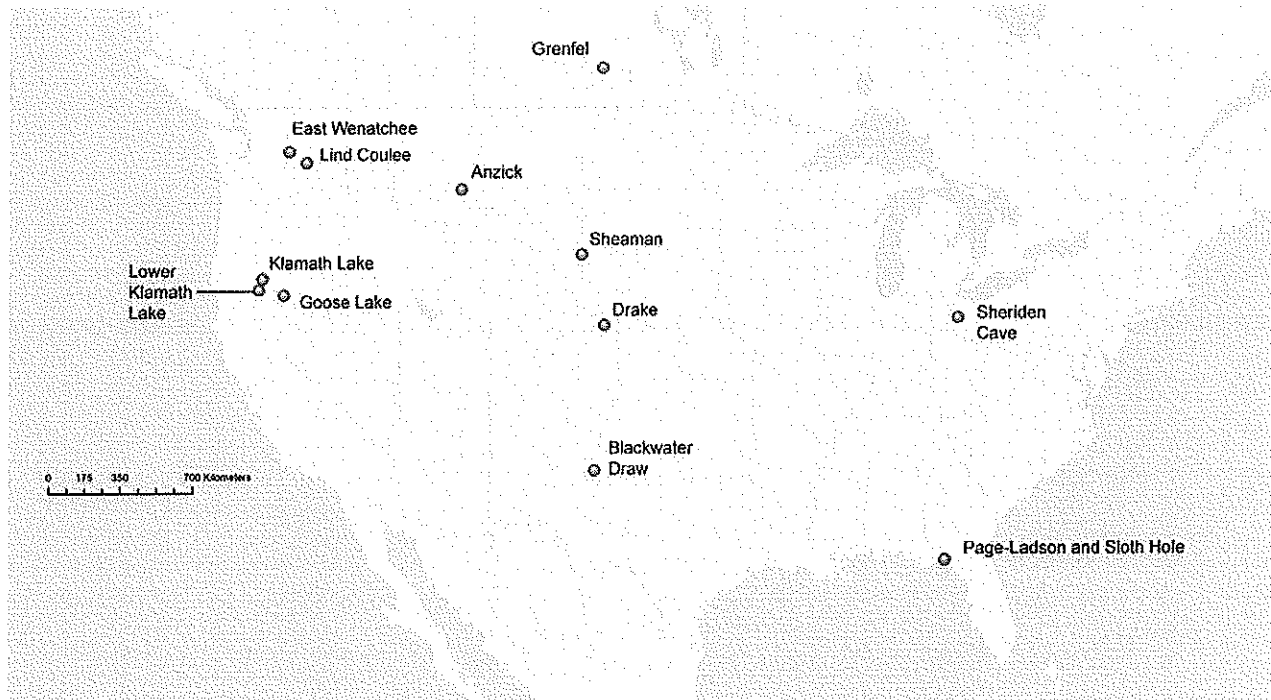 Grenfel
East Wenatchee
Lind Coulee
Anzick
Sheaman
Klamath Lake
Lower
Klamath
Lake
Goose Lake
Drake
Sheriden
Cave
Blackwater
Draw
0 175 350 700 Kilometers
Page-Ladson and Sloth Hole